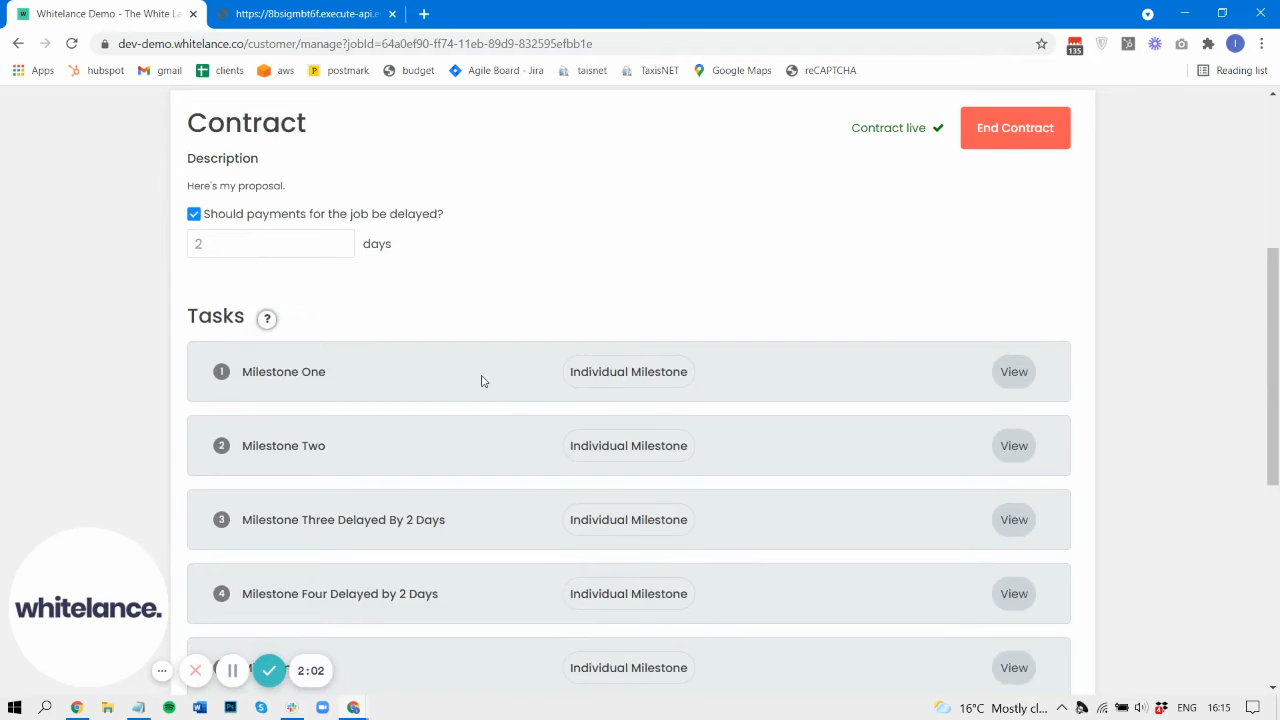 Whitelance Demo - The White La
https://8bsigmbt6f.execute-api.e
dev-demo.whitelance.co/customer/manage?jobId=64a0ef90-ff74-11eb-89d9-832595efbb1e
135
I
Apps hubspot gmail clients aws postmark budget Agile Board - Jira taisnet TaxisNET Google Maps reCAPTCHA Reading list
Contract
Contract live
End Contract
Description
Here's my proposal.
Should payments for the job be delayed?
2 days
Tasks ?
1 Milestone One Individual Milestone View
2 Milestone Two Individual Milestone View
3 Milestone Three Delayed By 2 Days Individual Milestone View
4 Milestone Four Delayed by 2 Days Individual Milestone View
Individual Milestone View
whitelance.
2:02
16°C Mostly cl... ENG 16:15